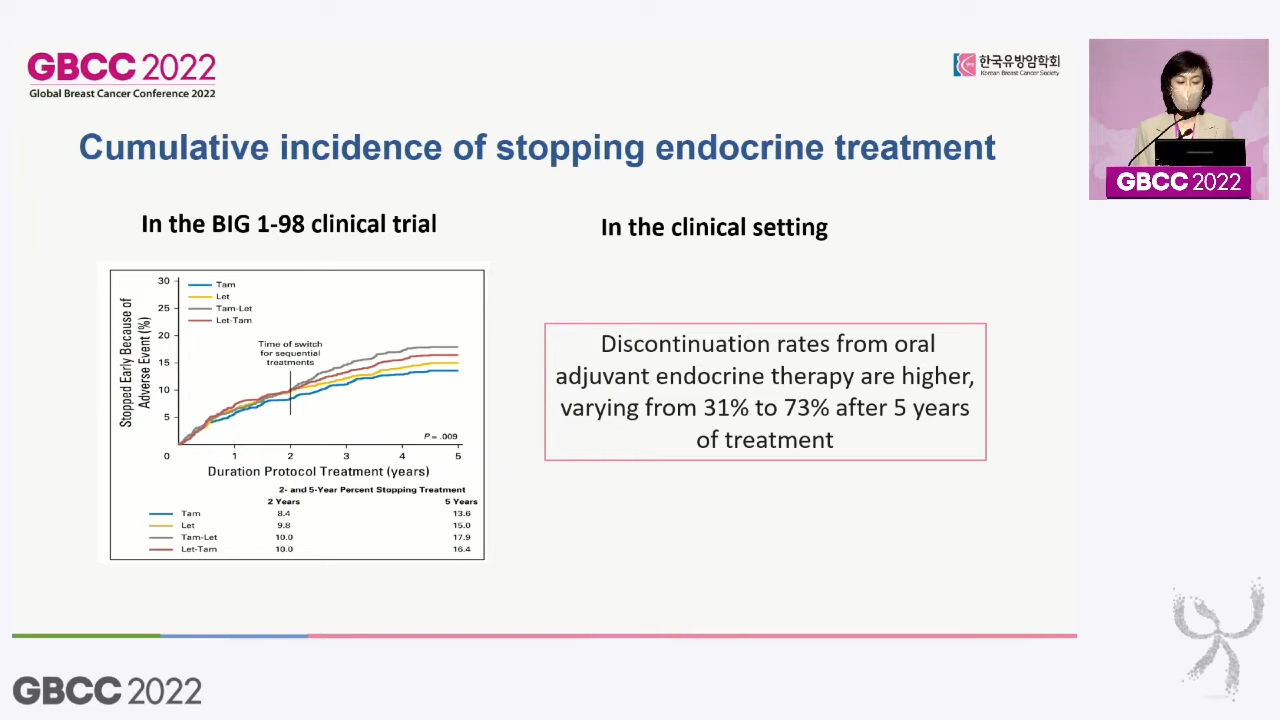 GBCC 2022
Global Breast Cancer Conference 2022
한국유방암학회
Korean Breast Cancer Society
GBCC 2022
Cumulative incidence of stopping endocrine treatment
In the BIG 1-98 clinical trial
In the clinical setting
Stopped Early Because of
Adverse Event (%)
30
25
20
15
10
5
0
1
2
3
4
5
Tam
Let
Tam-Let
Let-Tam
Time of switch
for sequential
treatments
P = .009
Duration Protocol Treatment (years)
2- and 5-Year Percent Stopping Treatment
2 Years 5 Years
Tam 8.4 13.6
Let 9.8 15.0
Tam-Let 10.0 17.9
Let-Tam 10.0 16.4
Discontinuation rates from oral
adjuvant endocrine therapy are higher,
varying from 31% to 73% after 5 years
of treatment
GBCC 2022